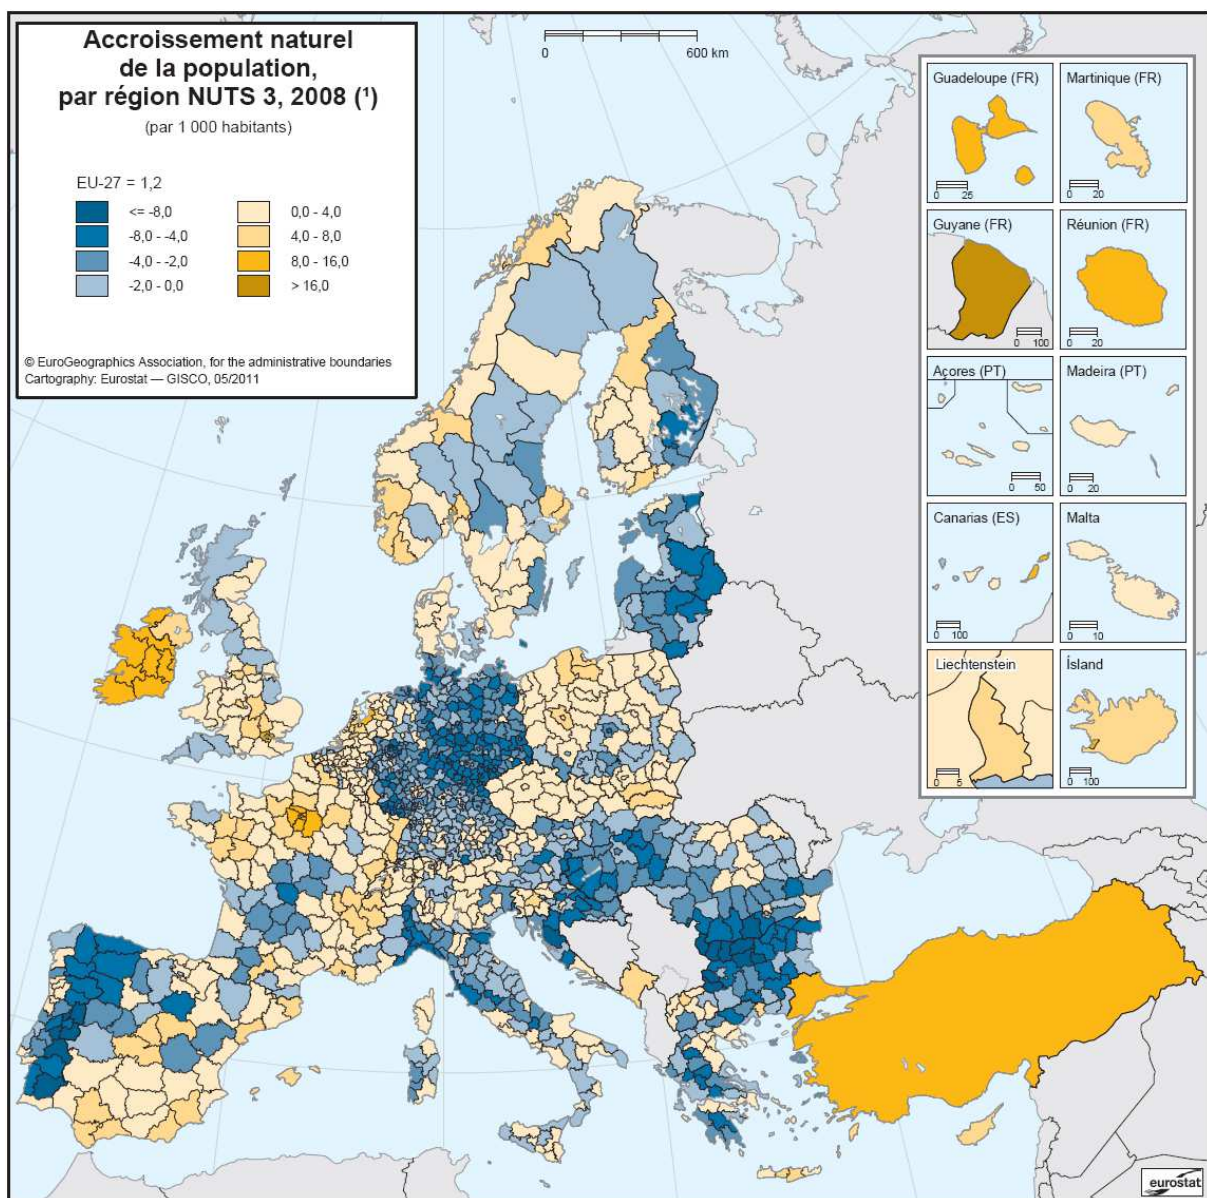 Accroissement naturel
de la population,
par région NUTS 3, 2008 (¹)
(par 1 000 habitants)
EU-27 = 1,2
<= -8,0
-8,0 - -4,0
-4,0 - -2,0
-2,0 - 0,0
0,0 - 4,0
4,0 - 8,0
8,0 - 16,0
> 16,0
© EuroGeographics Association, for the administrative boundaries
Cartography: Eurostat — GISCO, 05/2011
0 600 km
Guadeloupe (FR)
0 25
Martinique (FR)
0 20
Guyane (FR)
0 100
Réunion (FR)
0 20
Açores (PT)
0 50
Madeira (PT)
0 20
Canarias (ES)
0 100
Malta
0 10
Liechtenstein
0 5
Ísland
0 100
eurostat